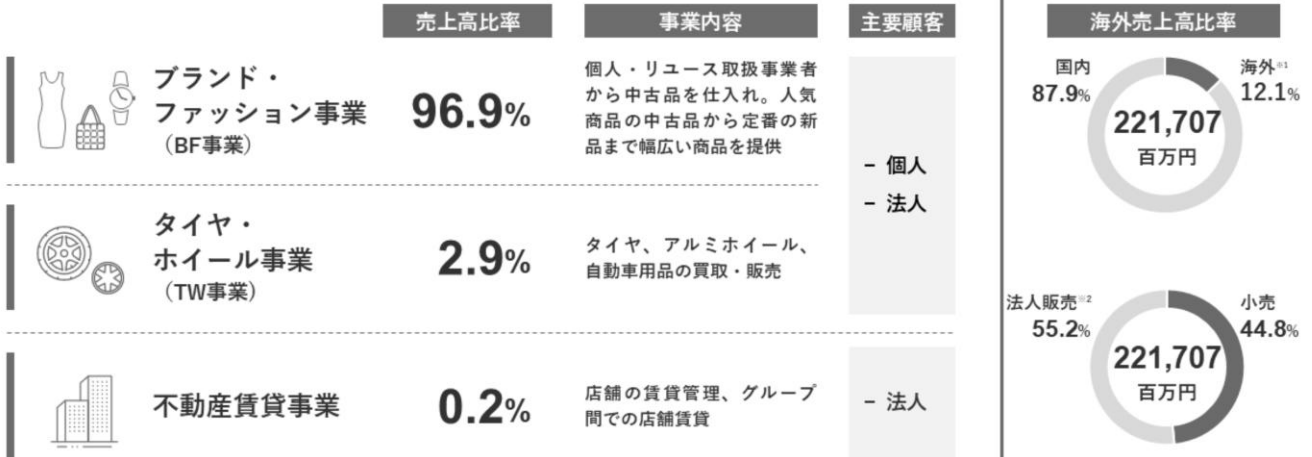 売上高比率
事業内容
主要顧客
ブランド・
ファッション事業
（BF事業）
96.9%
個人・リユース取扱事業者
から中古品を仕入れ。人気
商品の中古品から定番の新
品まで幅広い商品を提供
- 個人
- 法人
タイヤ・
ホイール事業
（TW事業）
2.9%
タイヤ、アルミホイール、
自動車用品の買取・販売
不動産賃貸事業
0.2%
店舗の賃貸管理、グループ
間での店舗賃貸
- 法人
海外売上高比率
国内
87.9%
海外※1
12.1%
221,707
百万円
法人販売※2
55.2%
小売
44.8%
221,707
百万円